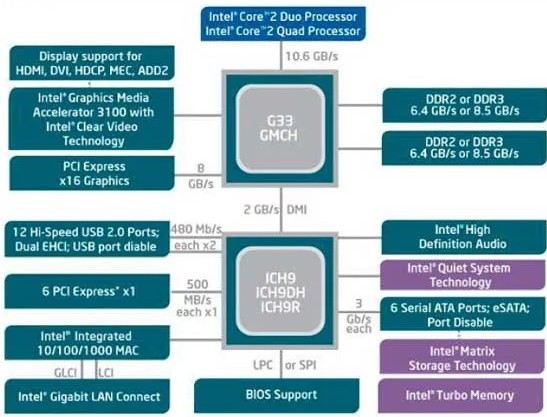 Intel® Core™2 Duo Processor
Intel® Core™2 Quad Processor
10.6 GB/s
Display support for
HDMI, DVI, HDCP, MEC, ADD2
Intel® Graphics Media
Accelerator 3100 with
Intel® Clear Video
Technology
PCI Express
x16 Graphics
8
GB/s
G33
GMCH
DDR2 or DDR3
6.4 GB/s or 8.5 GB/s
DDR2 or DDR3
6.4 GB/s or 8.5 GB/s
2 GB/s DMI
12 Hi-Speed USB 2.0 Ports;
Dual EHCI; USB port diable
480 Mb/s
each x2
6 PCI Express® x1
500
MB/s
each x1
Intel® Integrated
10/100/1000 MAC
GLCI LCI
Intel® Gigabit LAN Connect
ICH9
ICH9DH
ICH9R
LPC or SPI
BIOS Support
Intel® High
Definition Audio
Intel® Quiet System
Technology
3
Gb/s
each
6 Serial ATA Ports; eSATA;
Port Disable
Intel® Matrix
Storage Technology
Intel® Turbo Memory